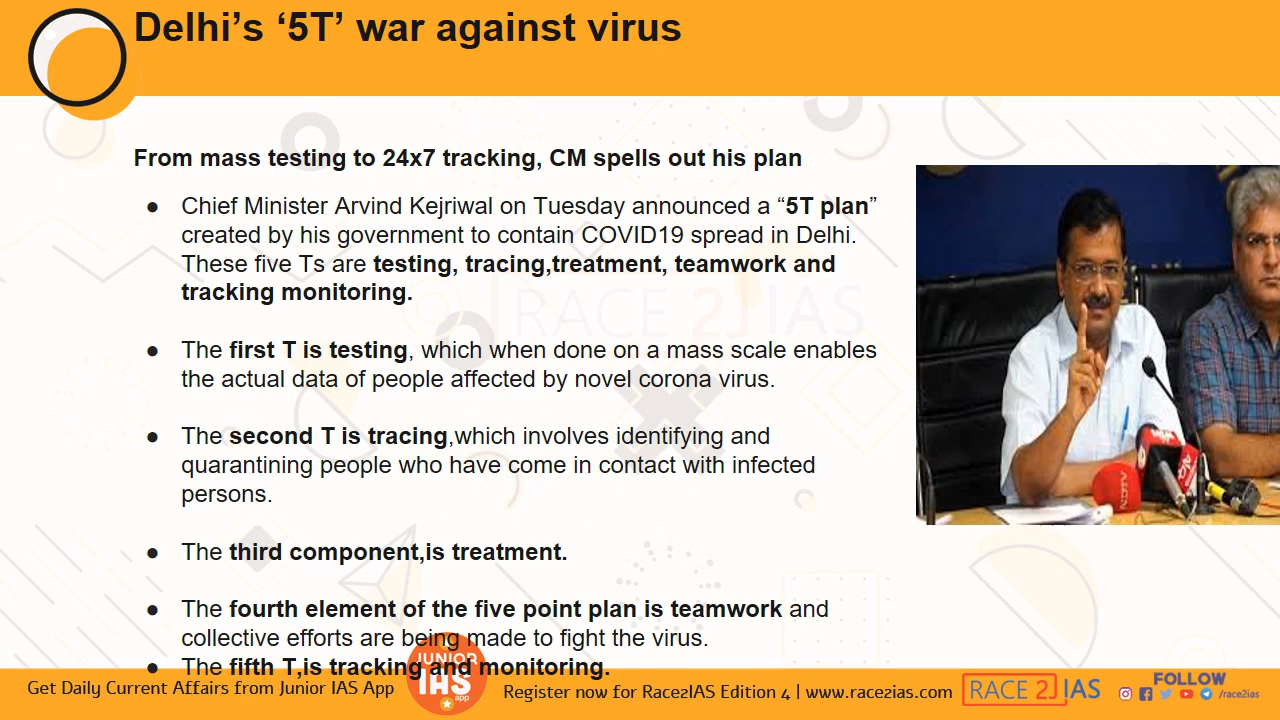 Delhi’s ‘5T’ war against virus
From mass testing to 24x7 tracking, CM spells out his plan
● Chief Minister Arvind Kejriwal on Tuesday announced a “5T plan”
created by his government to contain COVID19 spread in Delhi.
These five Ts are testing, tracing,treatment, teamwork and
tracking monitoring.
● The first T is testing, which when done on a mass scale enables
the actual data of people affected by novel corona virus.
● The second T is tracing,which involves identifying and
quarantining people who have come in contact with infected
persons.
● The third component,is treatment.
● The fourth element of the five point plan is teamwork and
collective efforts are being made to fight the virus.
● The fifth T,is tracking and monitoring.
RACE 2J IAS
NDTV
Get Daily Current Affairs from Junior IAS App
JUNIOR
IAS
app
Register now for Race2IAS Edition 4 | www.race2ias.com
RACE 2J IAS
FOLLOW
/race2ias